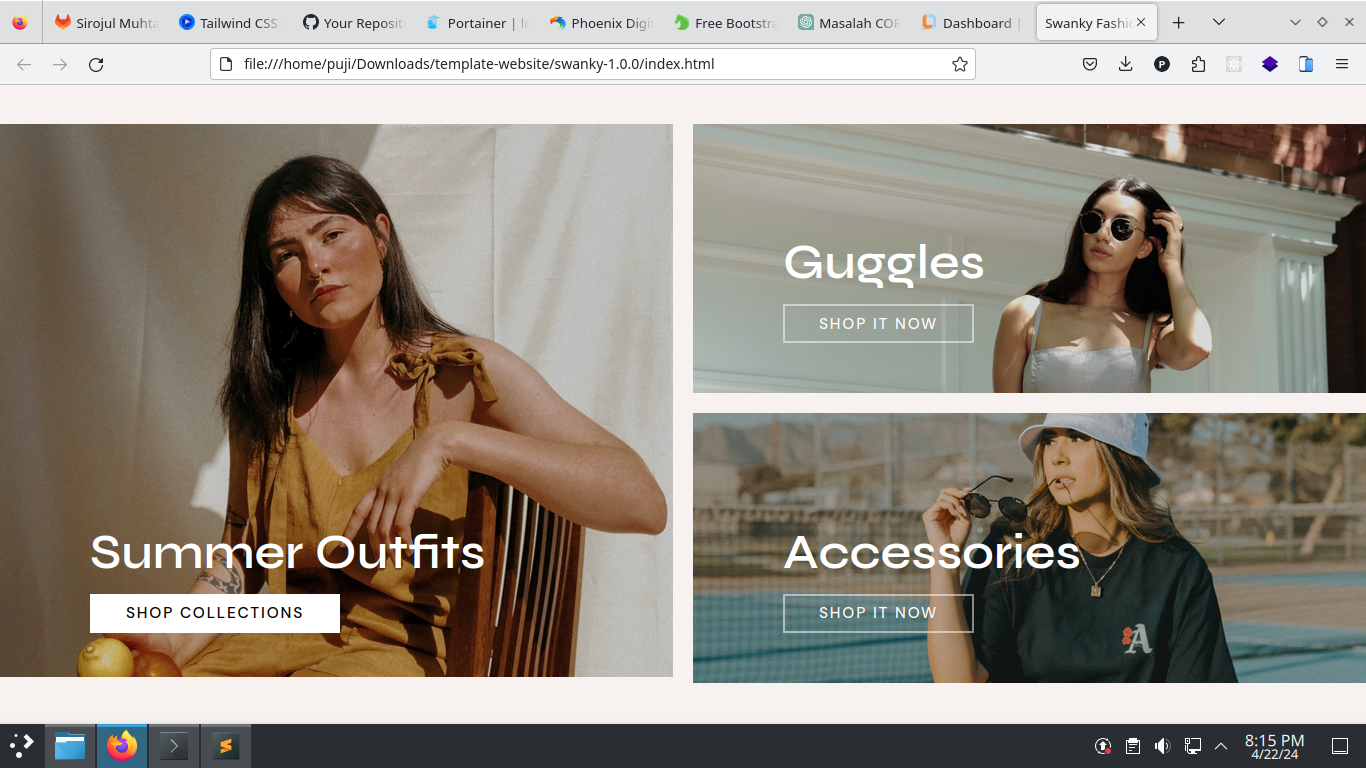 Sirojul Muhta
Tailwind CSS
Your Reposit
Portainer | lo
Phoenix Digi
Free Bootstra
Masalah COR
Dashboard |
Swanky Fashi
file:///home/puji/Downloads/template-website/swanky-1.0.0/index.html
P
Guggles
SHOP IT NOW
Summer Outfits
SHOP COLLECTIONS
Accessories
SHOP IT NOW
A
8:15 PM
4/22/24